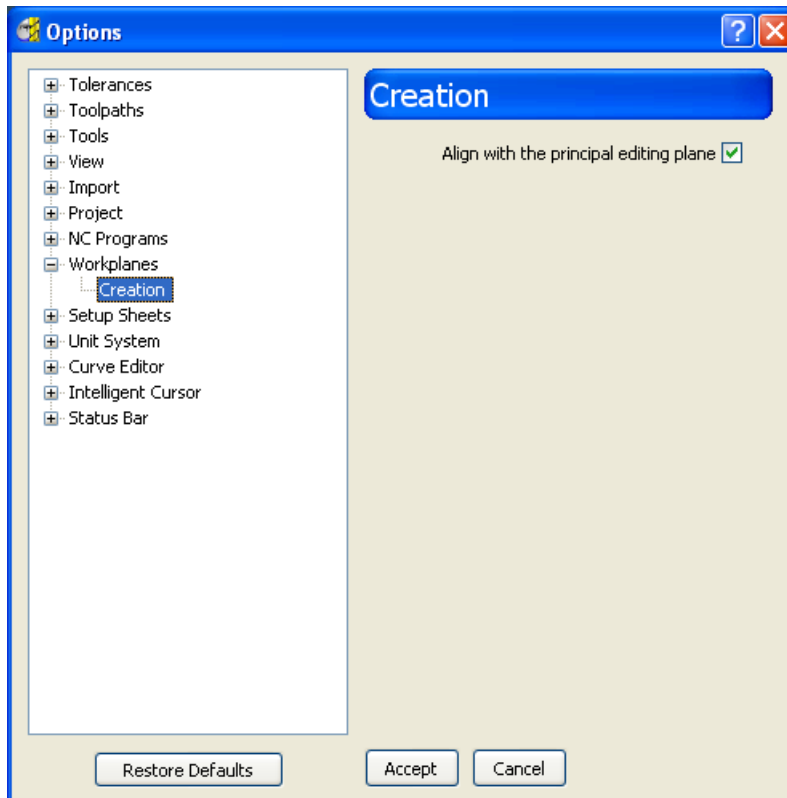 Options
Tolerances
Toolpaths
Tools
View
Import
Project
NC Programs
Workplanes
Creation
Setup Sheets
Unit System
Curve Editor
Intelligent Cursor
Status Bar
Creation
Align with the principal editing plane
Restore Defaults
Accept
Cancel